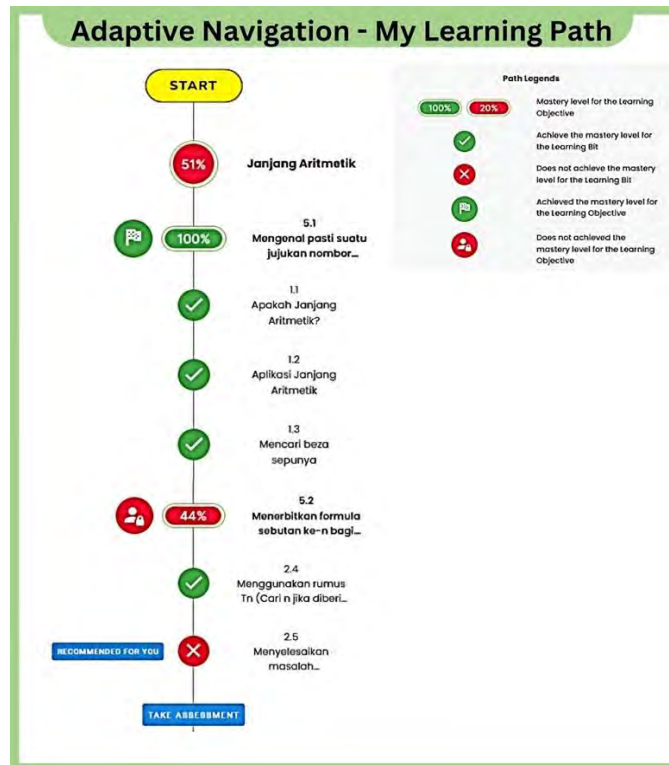 Adaptive Navigation - My Learning Path
START
51%
Janjang Aritmetik
100%
5.1
Mengenal pasti suatu
jujukan nombor...
1.1
Apakah Janjang
Aritmetik?
1.2
Aplikasi Janjang
Aritmetik
1.3
Mencari beza
sepunya
44%
5.2
Menerbitkan formula
sebutan ke-n bagi...
2.4
Menggunakan rumus
Tn (Cari n jika diberi...
RECOMMENDED FOR YOU
2.5
Menyelesaikan
masalah...
TAKE ASSESSMENT
Path Legends
100% 20%
Mastery level for the Learning
Objective
Achieve the mastery level for
the Learning Bit
Does not achieve the mastery
level for the Learning Bit
Achieved the mastery level for
the Learning Objective
Does not achieved the
mastery level for the Learning
Objective